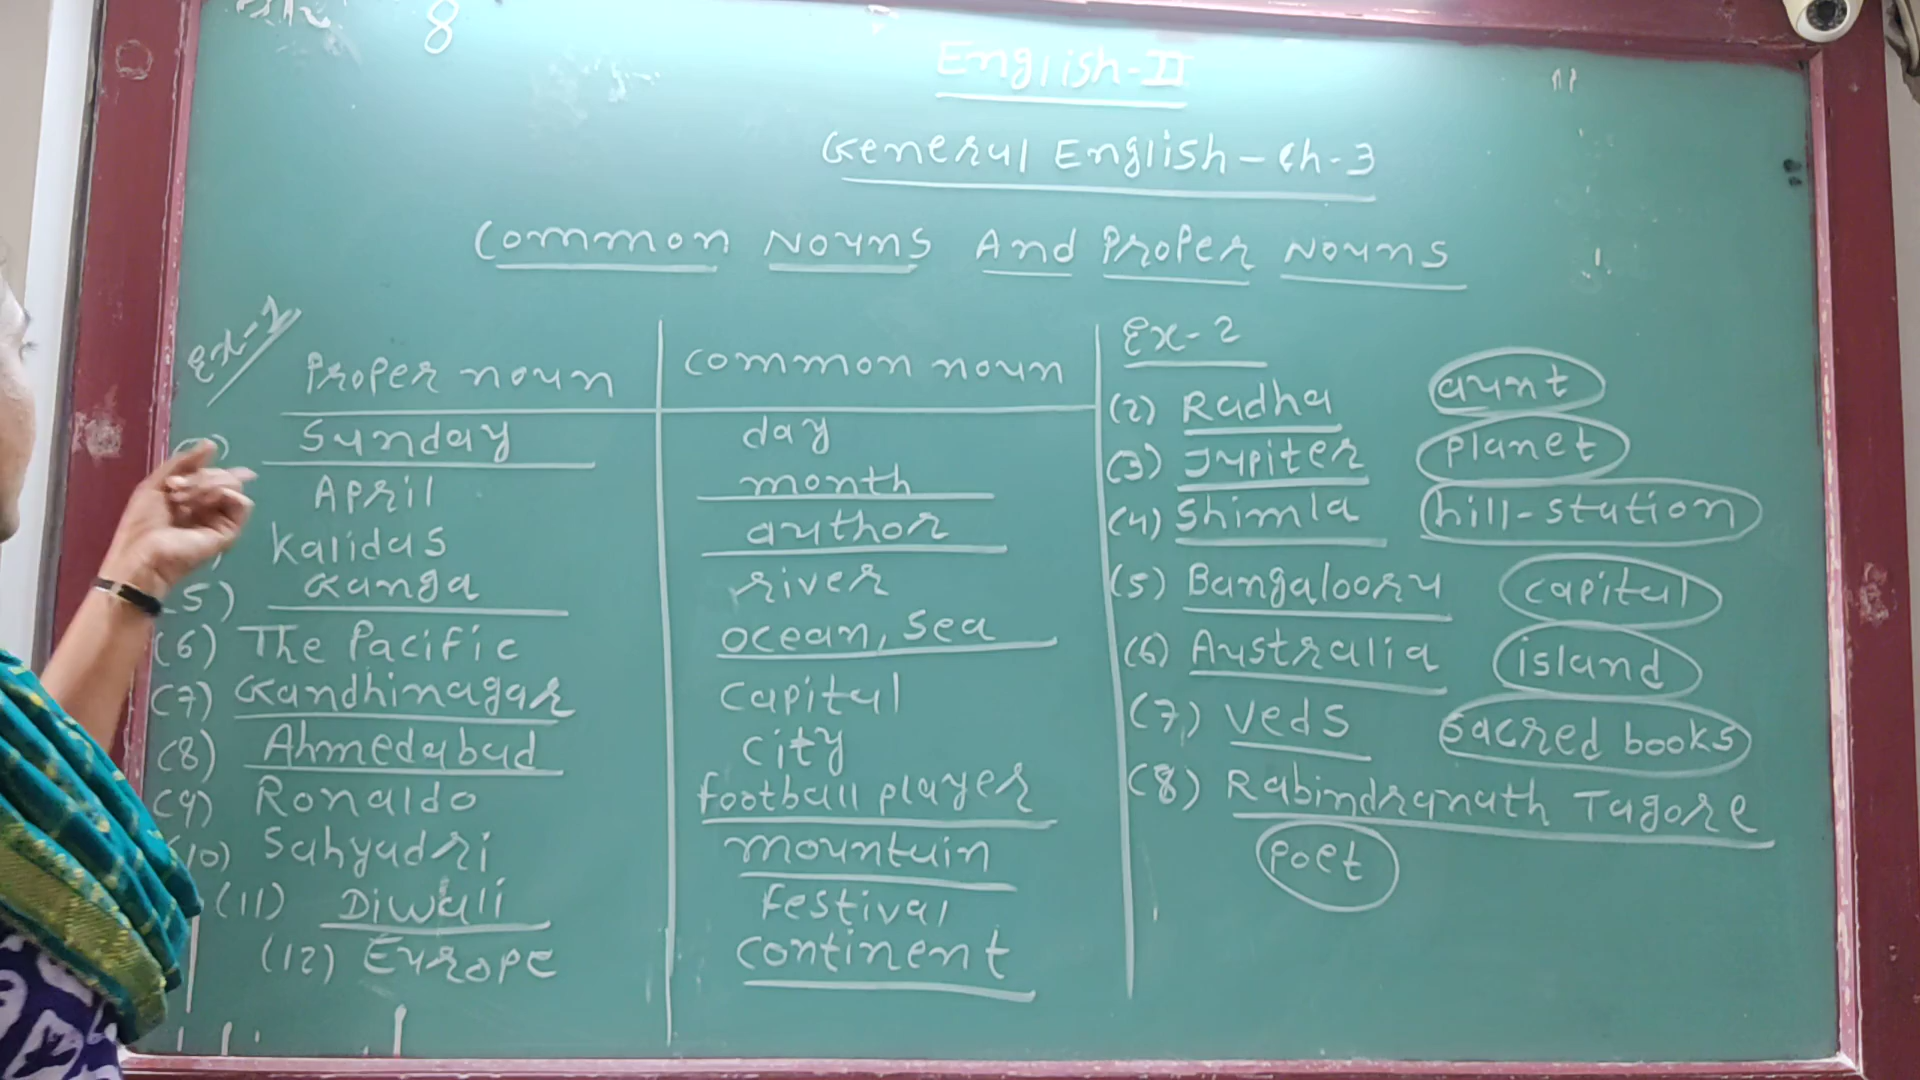 8
English-II
General English - Ch-3
Common Nouns And Proper Nouns
Ex-1
Proper noun common noun
Sunday day
April month
Kalidas author
(5) Ganga river
(6) The Pacific ocean, sea
(7) Gandhinagar capital
(8) Ahmedabad city
(9) Ronaldo football player
(10) Sahyadri mountain
(11) Diwali festival
(12) Europe continent
Ex-2
(2) Radha aunt
(3) Jupiter planet
(4) Shimla hill-station
(5) Bangalooru capital
(6) Australia island
(7) Veds sacred books
(8) Rabindranath Tagore
poet